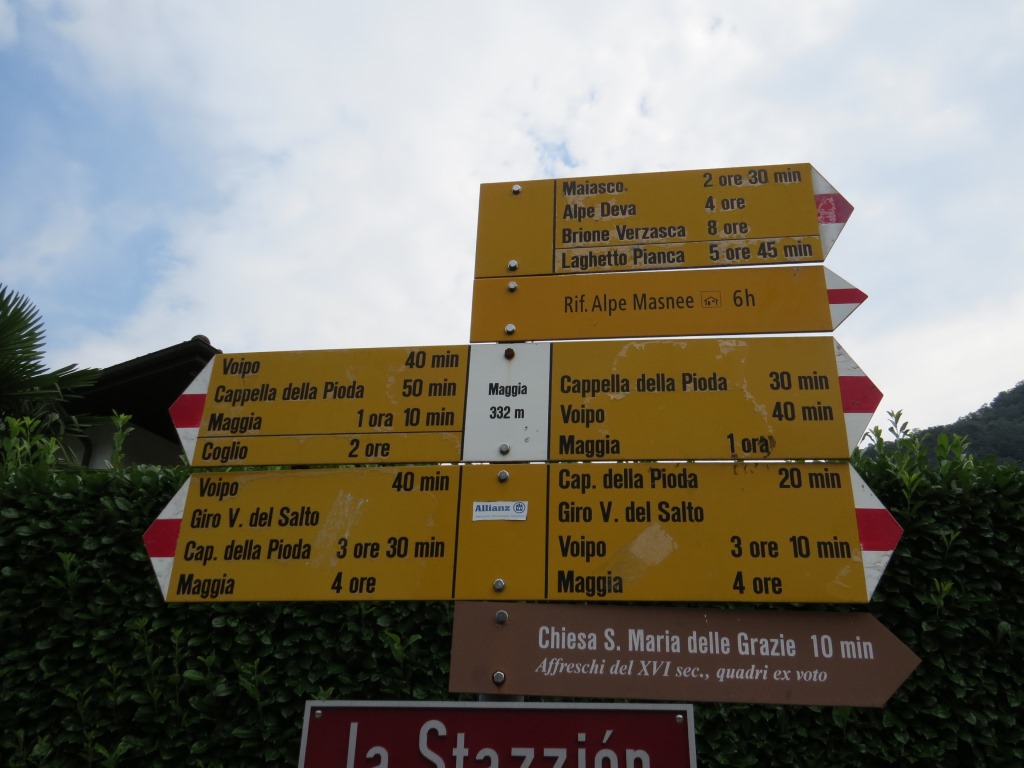 Maiasco 2 ore 30 min
Alpe Deva 4 ore
Brione Verzasca 8 ore
Laghetto Pianca 5 ore 45 min
Rif. Alpe Masnee 6h
Voipo 40 min
Cappella della Pioda 50 min
Maggia 1 ora 10 min
Coglio 2 ore
Maggia
332 m
Cappella della Pioda 30 min
Voipo 40 min
Maggia 1 ora
Voipo 40 min
Giro V. del Salto
Cap. della Pioda 3 ore 30 min
Maggia 4 ore
Allianz
Cap. della Pioda 20 min
Giro V. del Salto
Voipo 3 ore 10 min
Maggia 4 ore
Chiesa S. Maria delle Grazie 10 min
Affreschi del XVI sec., quadri ex voto
la Stazzión